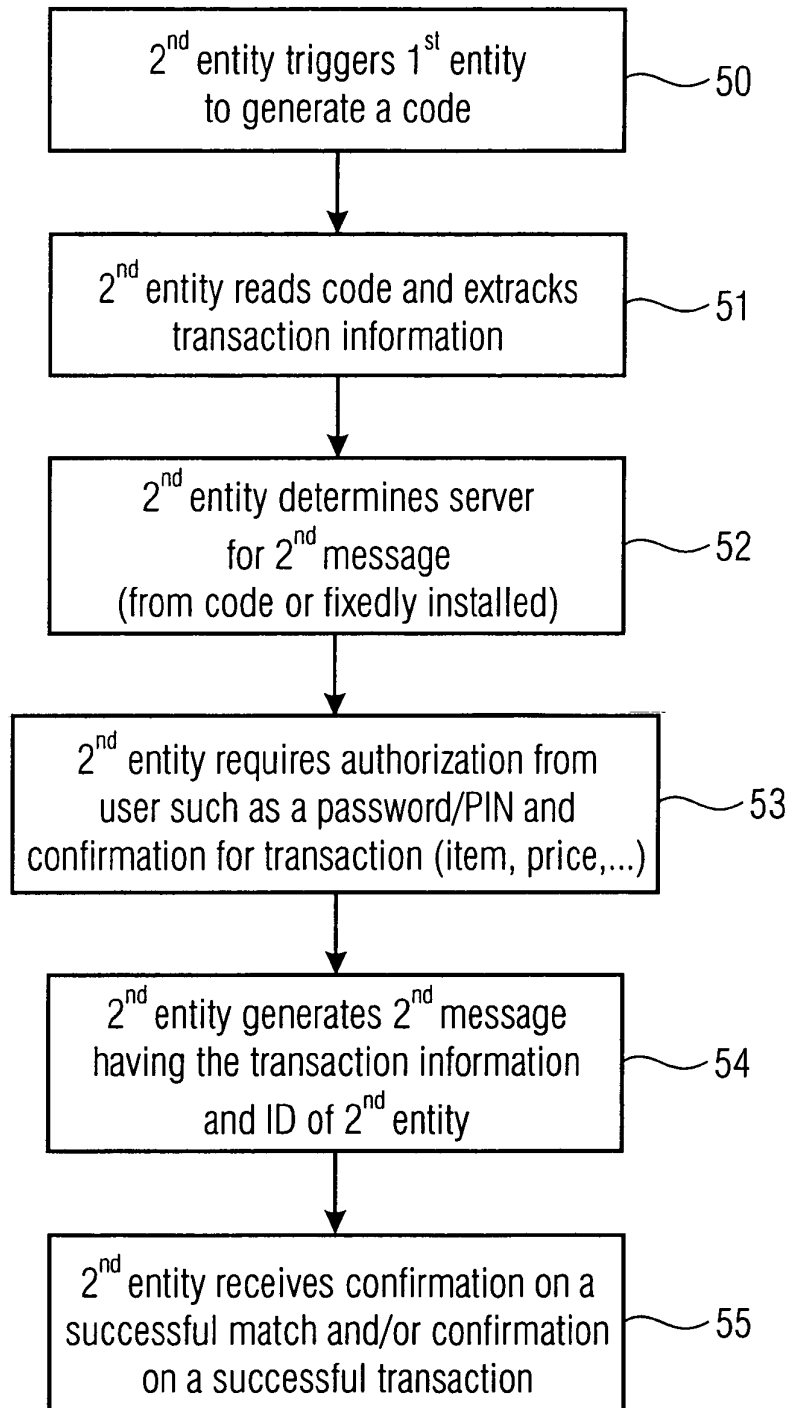 2nd entity triggers 1st entity
to generate a code
50
2nd entity reads code and extracks
transaction information
51
2nd entity determines server
for 2nd message
(from code or fixedly installed)
52
2nd entity requires authorization from
user such as a password/PIN and
confirmation for transaction (item, price,...)
53
2nd entity generates 2nd message
having the transaction information
and ID of 2nd entity
54
2nd entity receives confirmation on a
successful match and/or confirmation
on a successful transaction
55